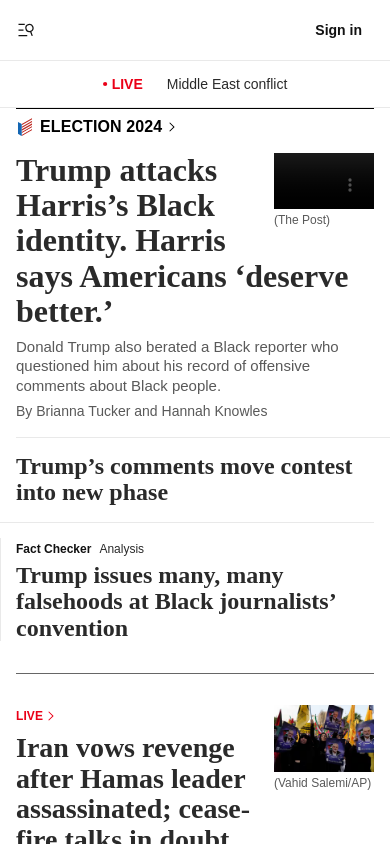 Sign in
• LIVE Middle East conflict
ELECTION 2024 >
Trump attacks
Harris’s Black
identity. Harris
says Americans ‘deserve
better.’
(The Post)
Donald Trump also berated a Black reporter who
questioned him about his record of offensive
comments about Black people.
By Brianna Tucker and Hannah Knowles
Trump’s comments move contest
into new phase
Fact Checker Analysis
Trump issues many, many
falsehoods at Black journalists’
convention
LIVE >
Iran vows revenge
after Hamas leader
assassinated; cease-
fire talks in doubt
(Vahid Salemi/AP)